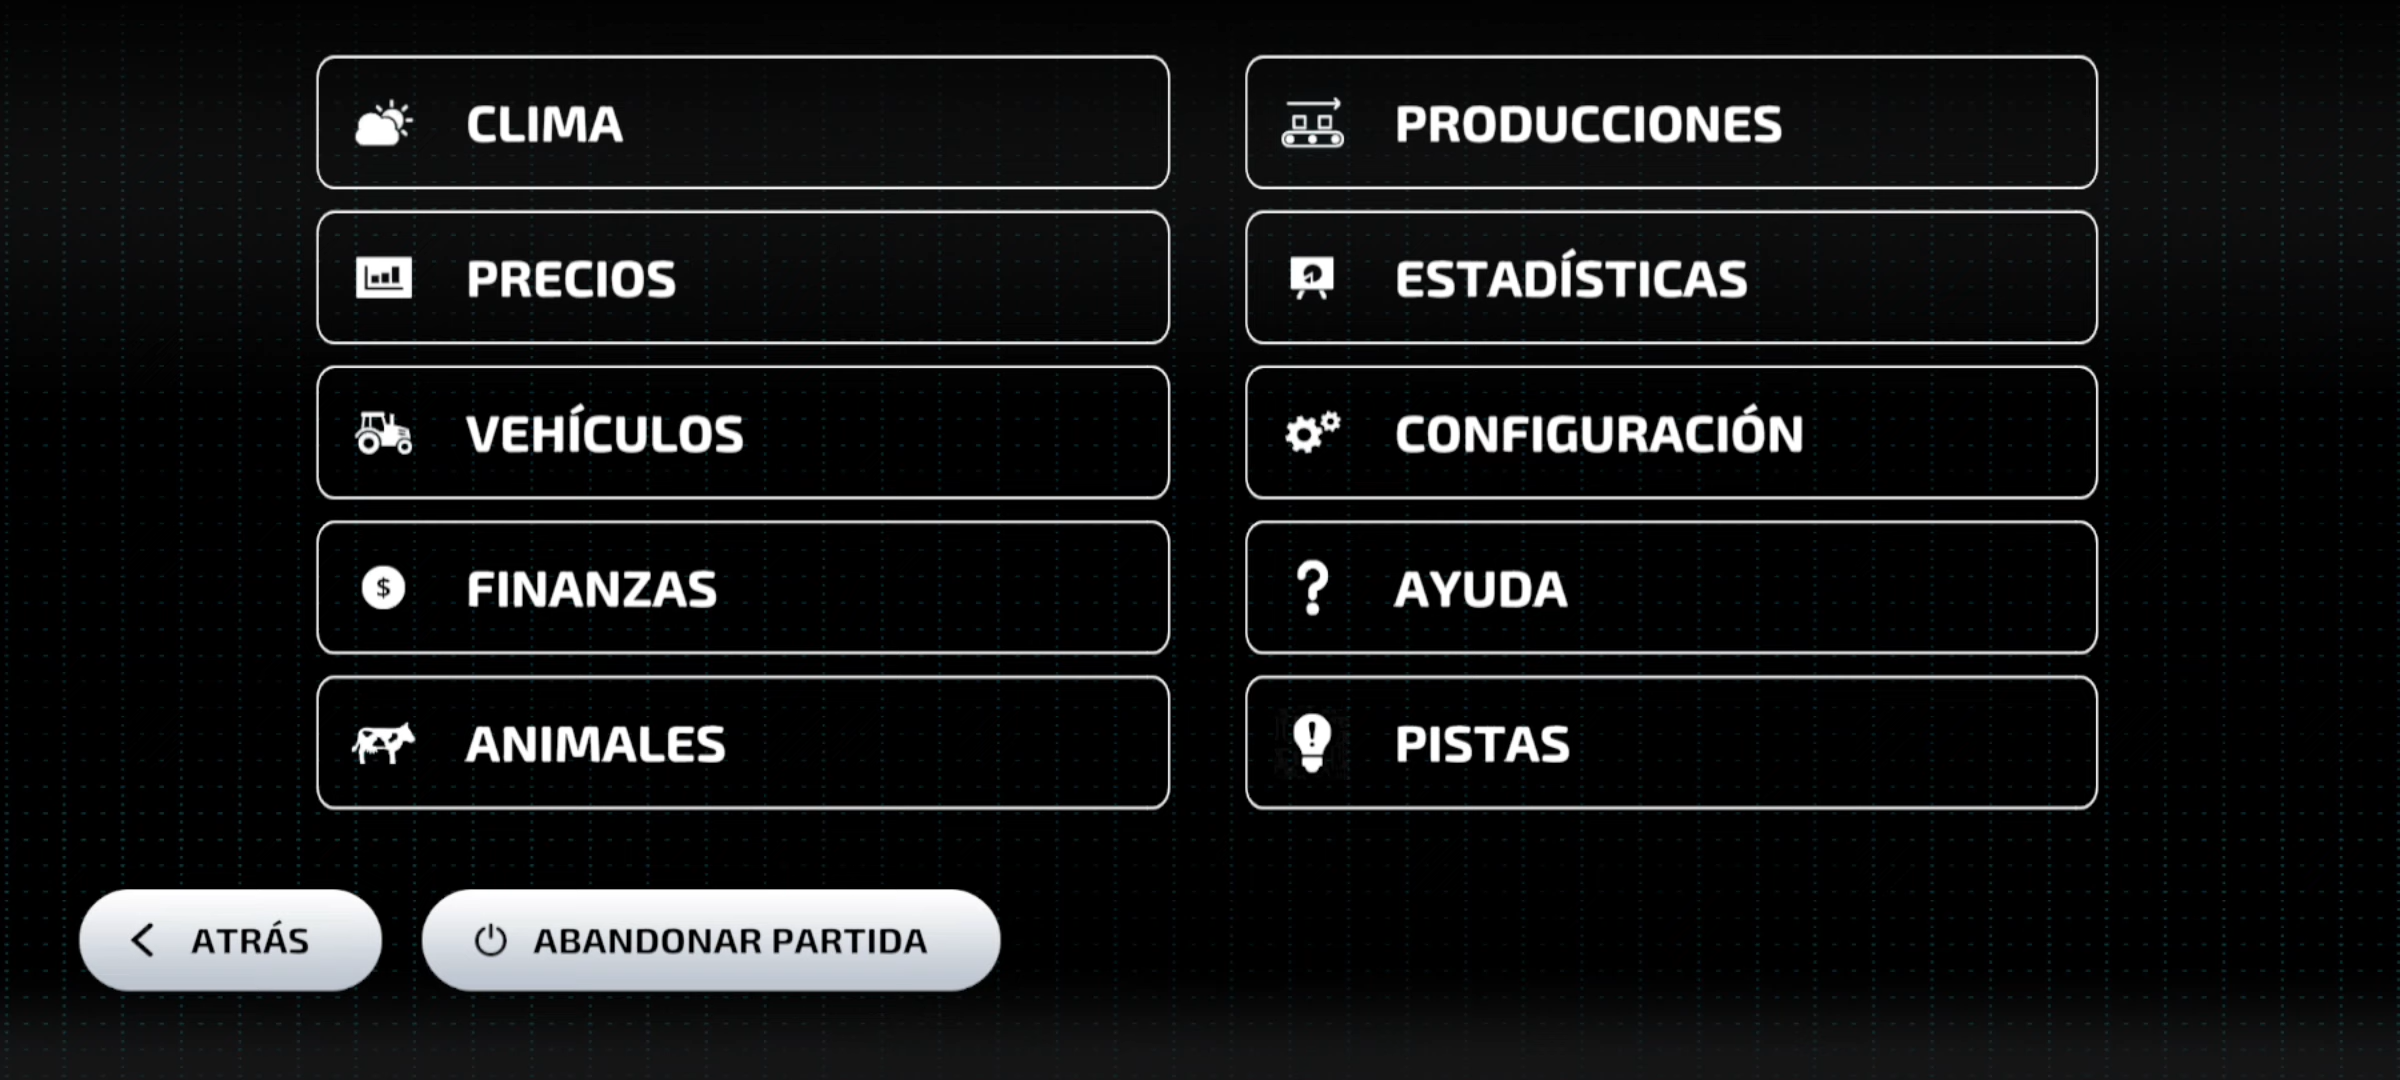 CLIMA
PRECIOS
VEHÍCULOS
FINANZAS
$
ANIMALES
PRODUCCIONES
ESTADÍSTICAS
CONFIGURACIÓN
?
AYUDA
!
PISTAS
ATRÁS
ABANDONAR PARTIDA